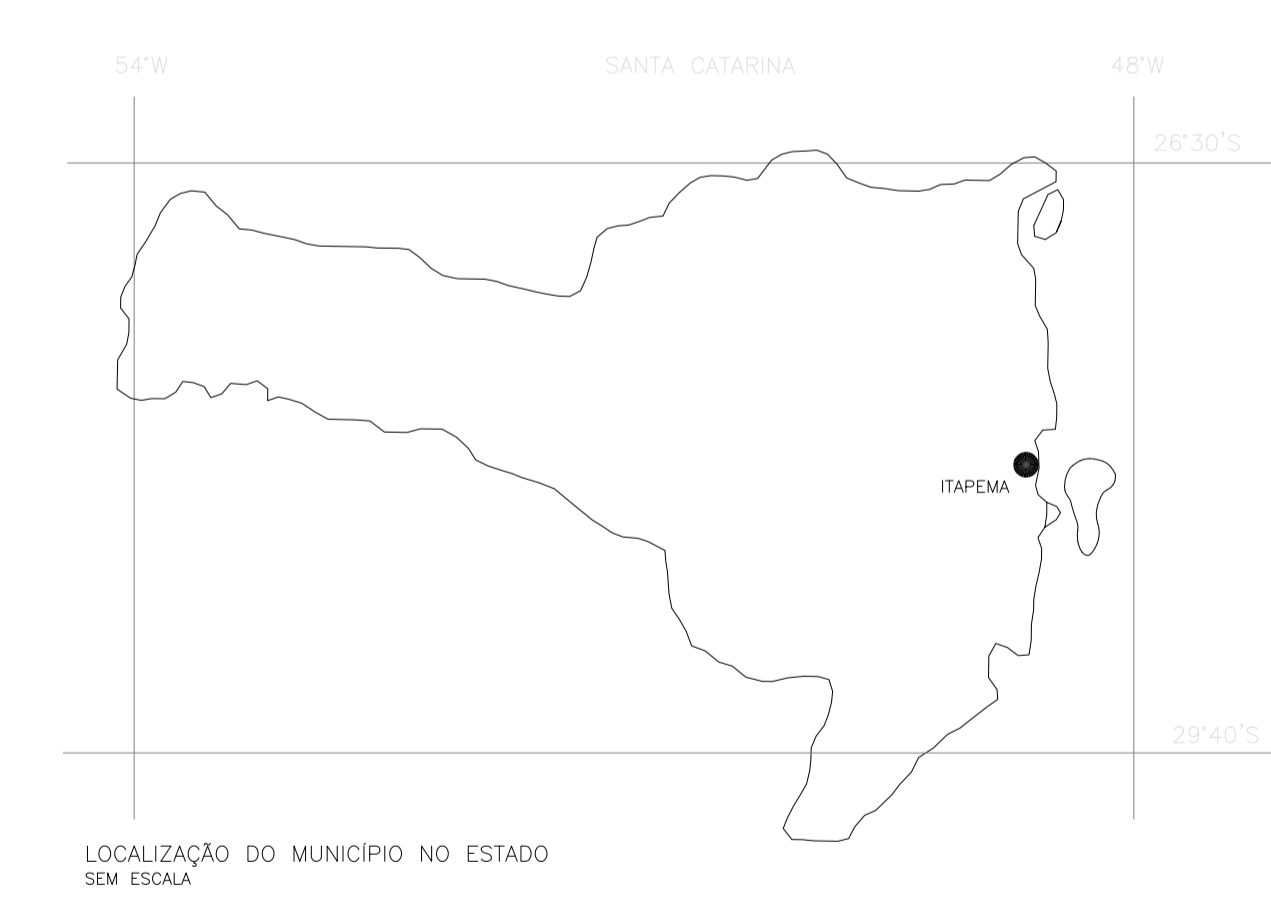 54°W SANTA CATARINA 48°W
26°30'S
ITAPEMA
29°40'S
LOCALIZAÇÃO DO MUNICÍPIO NO ESTADO
SEM ESCALA